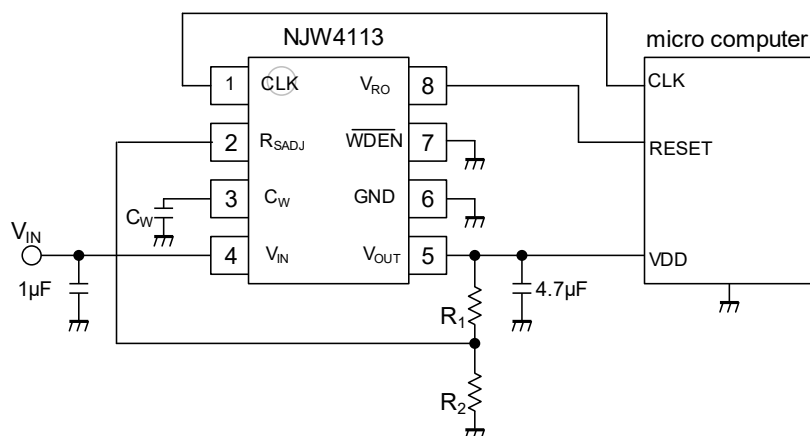 NJW4113
micro computer
1 CLK
V_RO 8
CLK
2 R_SADJ
W̅D̅E̅N̅ 7
RESET
3 C_W
GND 6
C_W
V_IN
4 V_IN
V_OUT 5
VDD
1µF
4.7µF
R_1
R_2